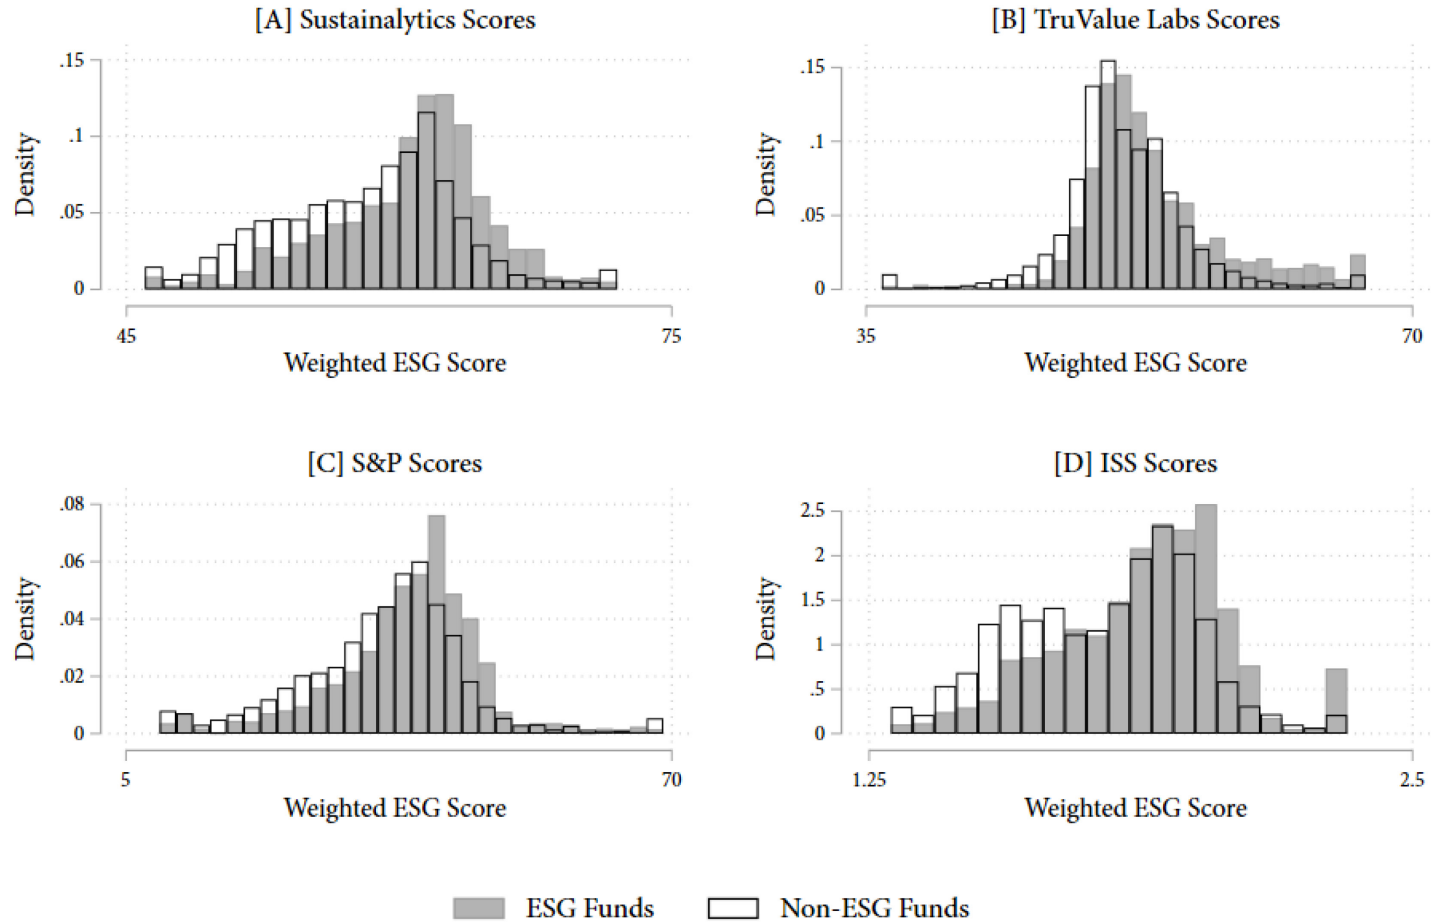 [A] Sustainalytics Scores
.15
.1
.05
0
Density
45
75
Weighted ESG Score
[B] TruValue Labs Scores
.15
.1
.05
0
Density
35
70
Weighted ESG Score
[C] S&P Scores
.08
.06
.04
.02
0
Density
5
70
Weighted ESG Score
[D] ISS Scores
2.5
2
1.5
1
.5
0
Density
1.25
2.5
Weighted ESG Score
ESG Funds
Non-ESG Funds